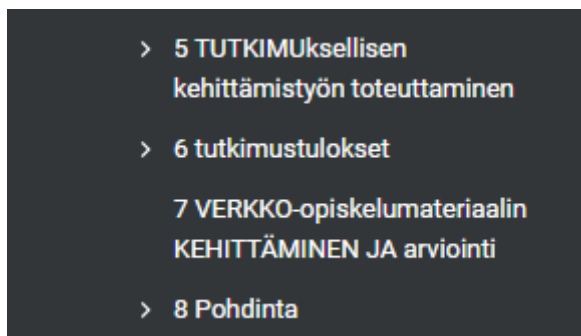 5 TUTKIMUksellisen
kehittämistyön toteuttaminen
6 tutkimustulokset
7 VERKKO-opiskelumateriaalin
KEHITTÄMINEN JA arviointi
8 Pohdinta